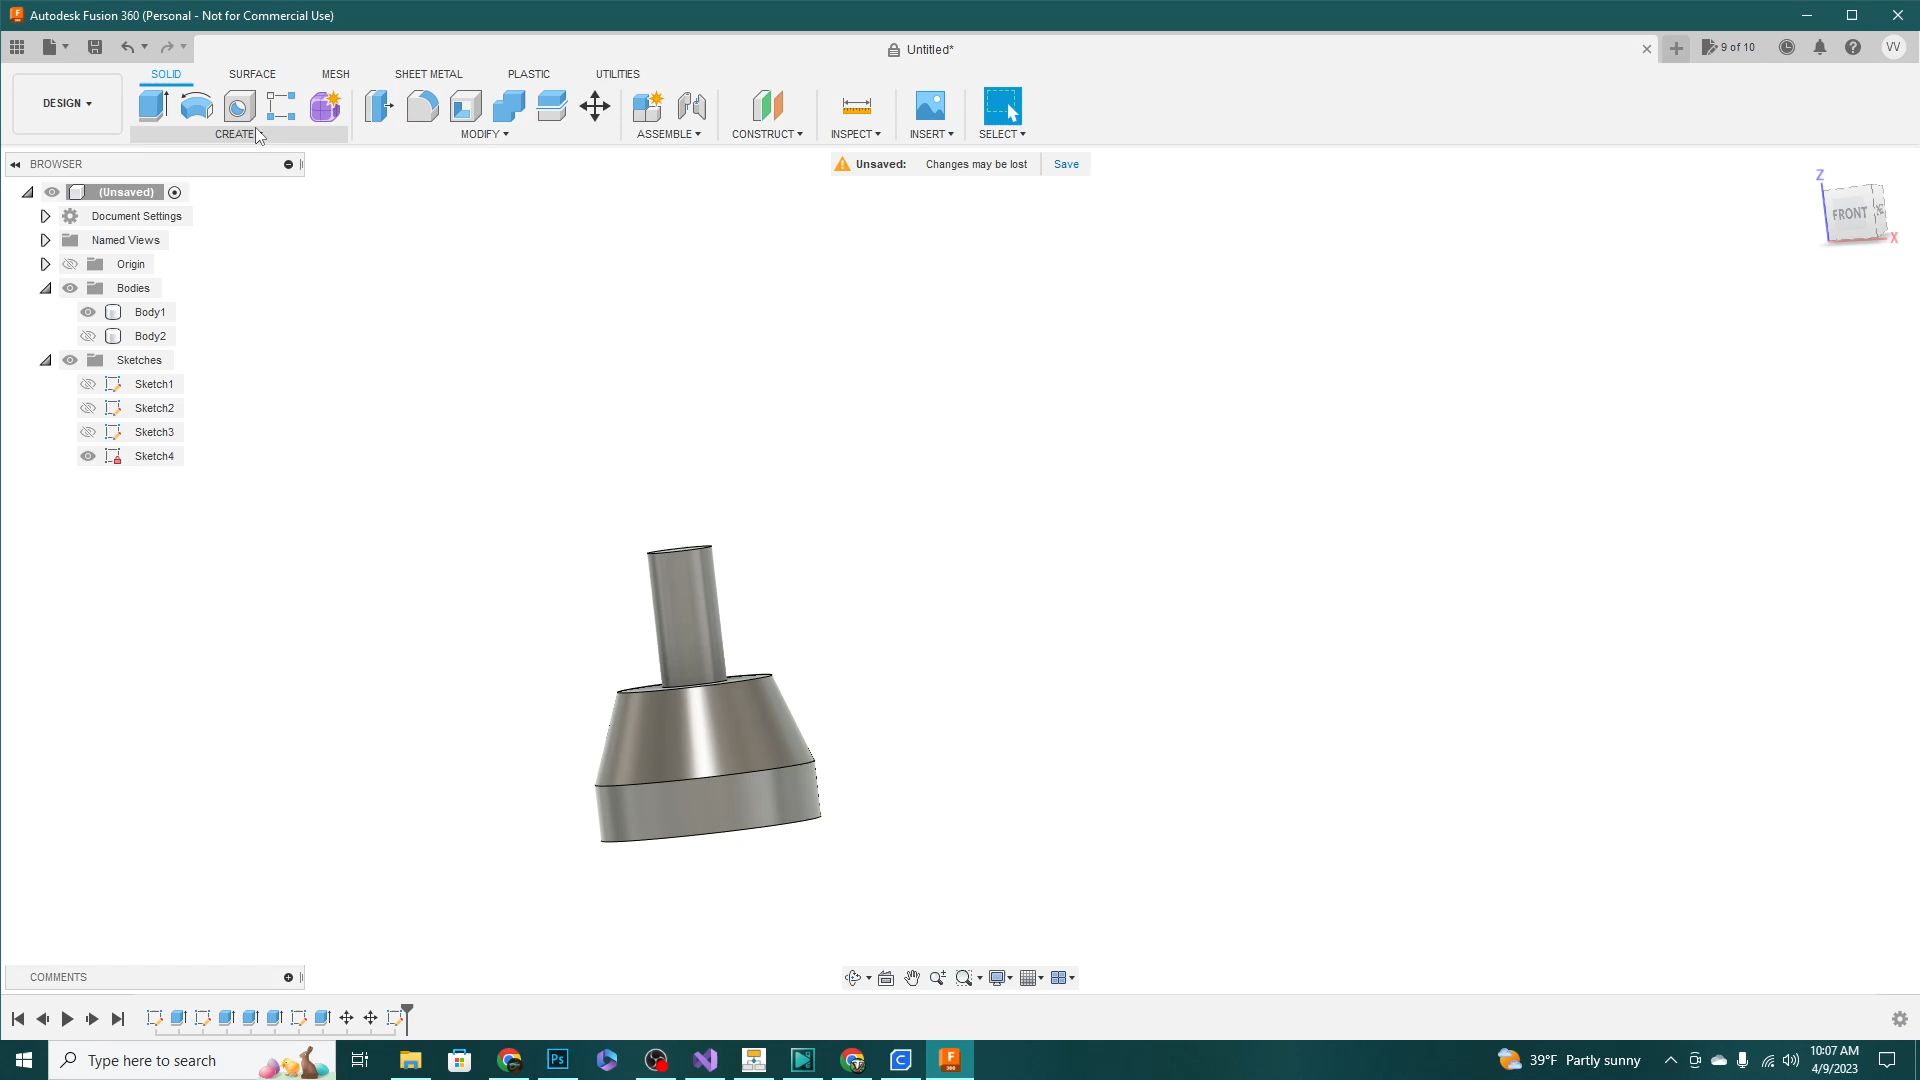 Autodesk Fusion 360 (Personal - Not for Commercial Use)
Untitled*
9 of 10
VV
DESIGN
SOLID
SURFACE
MESH
SHEET METAL
PLASTIC
UTILITIES
CREATE
MODIFY
ASSEMBLE
CONSTRUCT
INSPECT
INSERT
SELECT
BROWSER
Unsaved: Changes may be lost Save
(Unsaved)
Document Settings
Named Views
Origin
Bodies
Body1
Body2
Sketches
Sketch1
Sketch2
Sketch3
Sketch4
Z
FRONT
X
COMMENTS
Type here to search
39°F Partly sunny
10:07 AM
4/9/2023